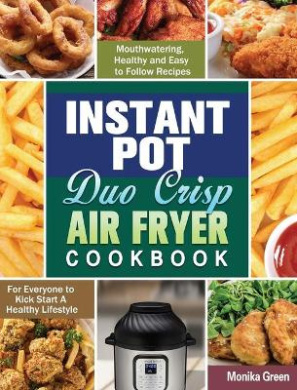 Mouthwatering,
Healthy and Easy
to Follow Recipes
INSTANT
POT
Duo Crisp
AIR FRYER
COOKBOOK
For Everyone to
Kick Start A
Healthy Lifestyle
Monika Green